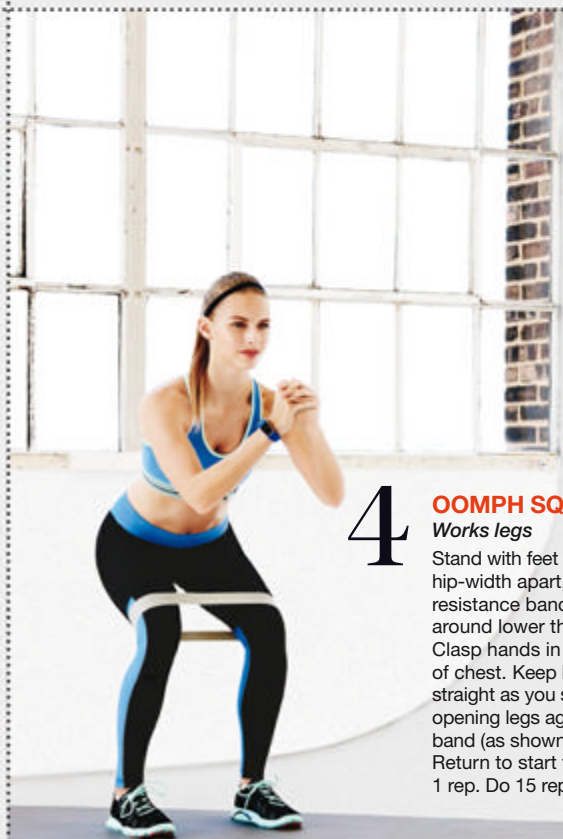 4
OOMPH SQ
Works legs
Stand with feet
hip-width apart,
resistance band
around lower th
Clasp hands in
of chest. Keep
straight as you s
opening legs ag
band (as shown
Return to start
1 rep. Do 15 rep